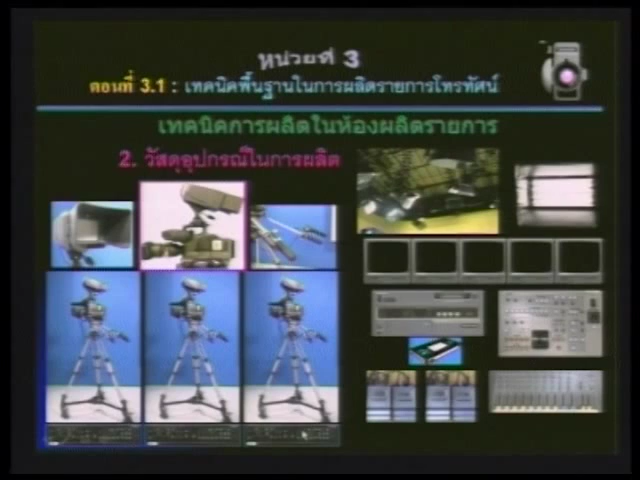 หน่วยที่ 3
ตอนที่ 3.1 : เทคนิคพื้นฐานในการผลิตรายการโทรทัศน์
เทคนิคการผลิตในห้องผลิตรายการ
2. วัสดุอุปกรณ์ในการผลิต